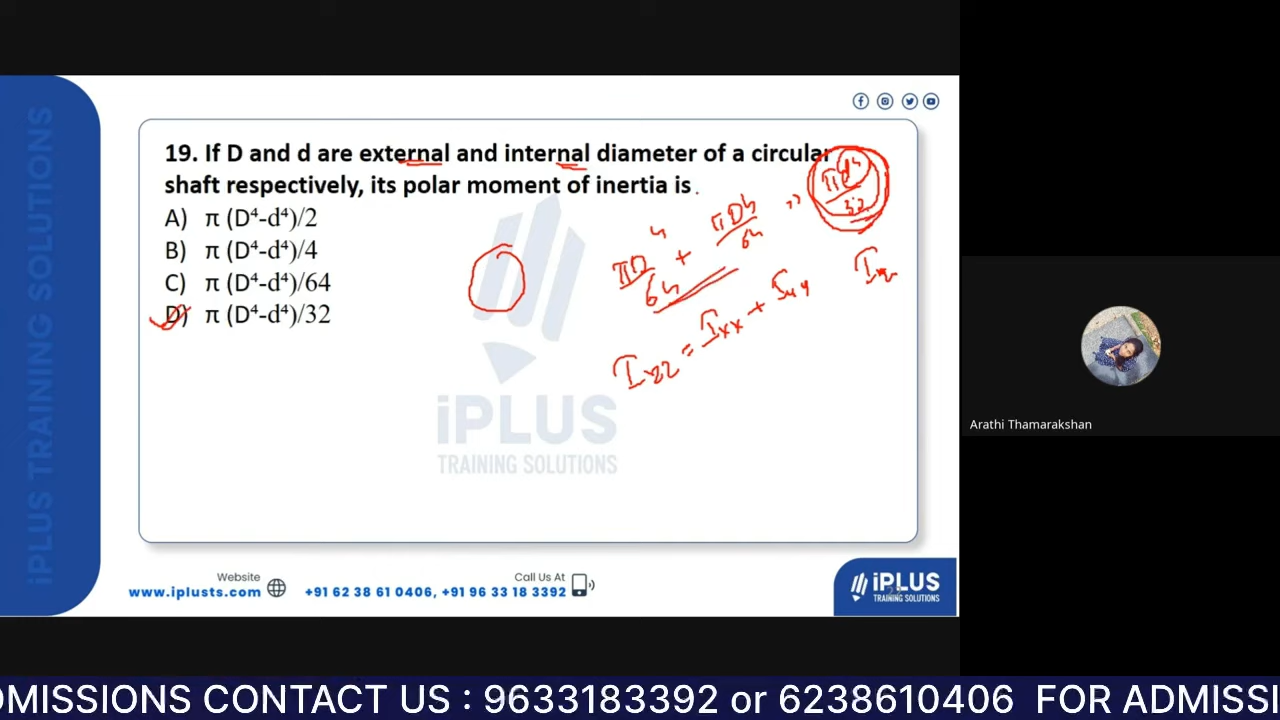 iPLUS TRAINING SOLUTIONS
19. If D and d are external and internal diameter of a circular
shaft respectively, its polar moment of inertia is .
A) π (D⁴-d⁴)/2
B) π (D⁴-d⁴)/4
C) π (D⁴-d⁴)/64
D) π (D⁴-d⁴)/32
πD⁴/64 + πD⁴/64
πd⁴/32
Izz = Ixx + Iyy
iPLUS
TRAINING SOLUTIONS
Arathi Thamarakshan
Website
www.iplusts.com
Call Us At
+91 62 38 61 0406, +91 96 33 18 3392
iPLUS
TRAINING SOLUTIONS
DMISSIONS CONTACT US : 9633183392 or 6238610406 FOR ADMISSI